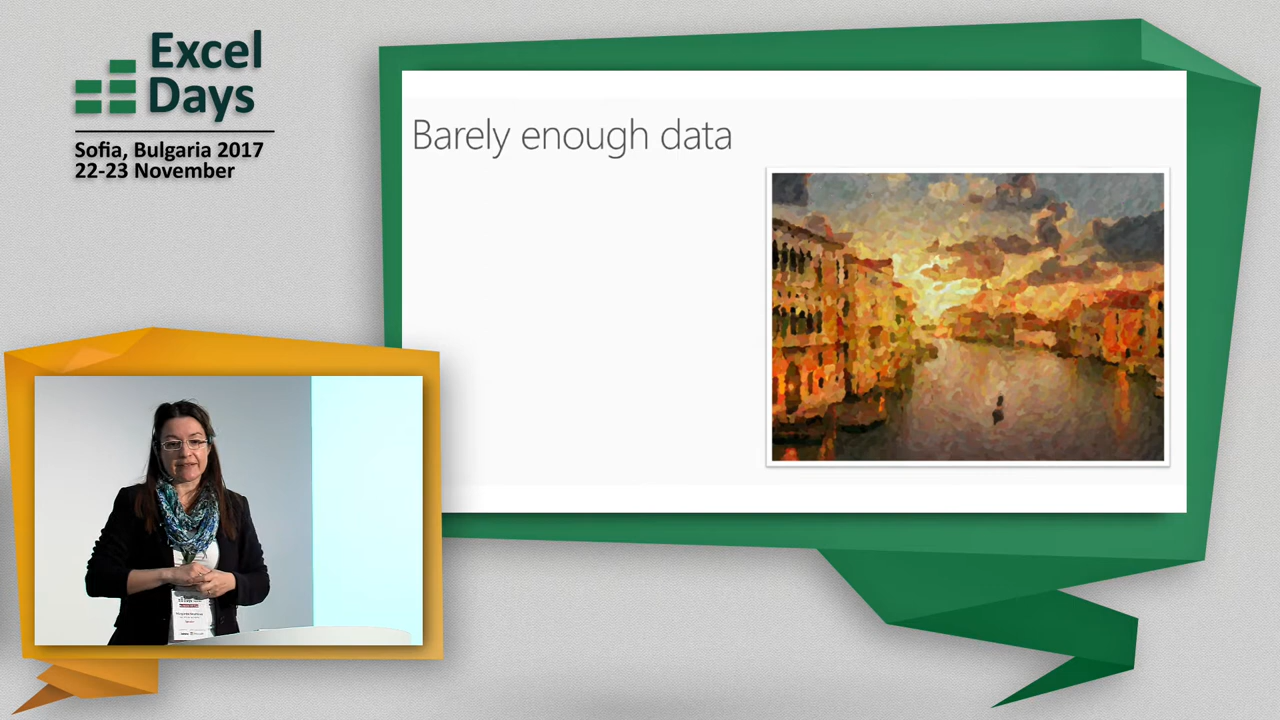 Excel
Days
Sofia, Bulgaria 2017
22-23 November
Barely enough data